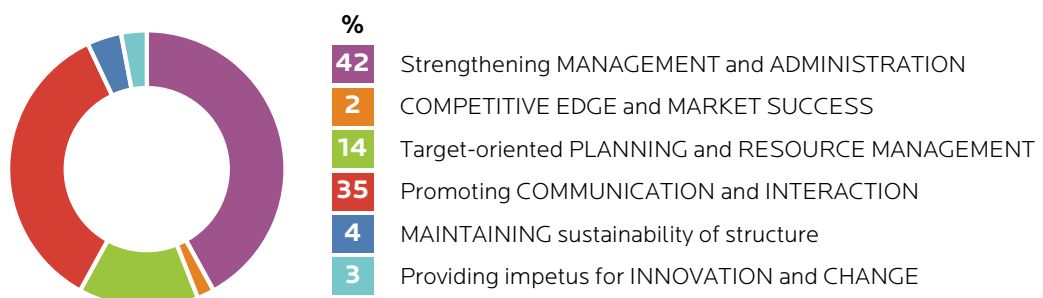 %
42 Strengthening MANAGEMENT and ADMINISTRATION
2 COMPETITIVE EDGE and MARKET SUCCESS
14 Target-oriented PLANNING and RESOURCE MANAGEMENT
35 Promoting COMMUNICATION and INTERACTION
4 MAINTAINING sustainability of structure
3 Providing impetus for INNOVATION and CHANGE